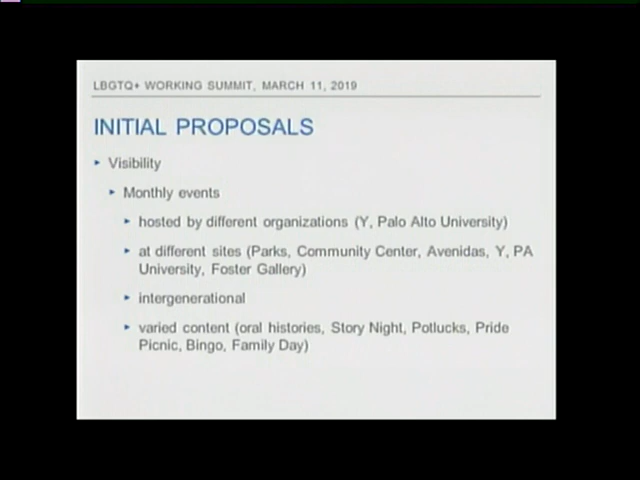 LBGTQ+ WORKING SUMMIT, MARCH 11, 2019
INITIAL PROPOSALS
▸ Visibility
▸ Monthly events
▸ hosted by different organizations (Y, Palo Alto University)
▸ at different sites (Parks, Community Center, Avenidas, Y, PA
University, Foster Gallery)
▸ intergenerational
▸ varied content (oral histories, Story Night, Potlucks, Pride
Picnic, Bingo, Family Day)